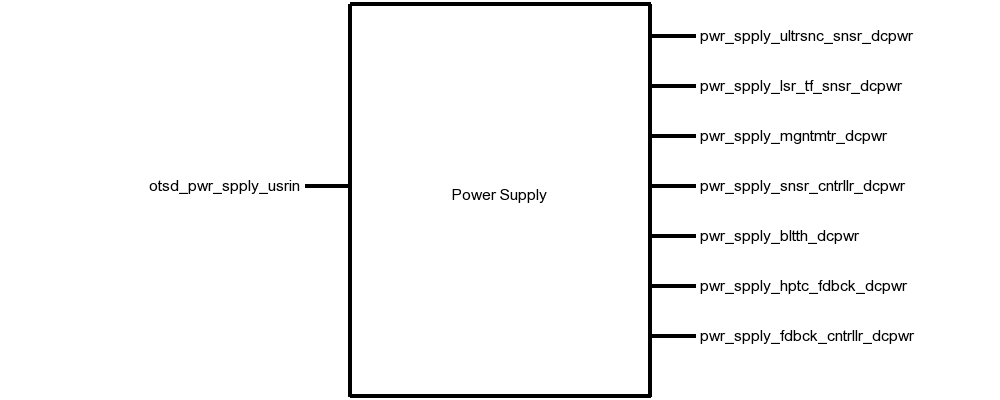 pwr_spply_ultrsnc_snsr_dcpwr
pwr_spply_lsr_tf_snsr_dcpwr
pwr_spply_mgntmtr_dcpwr
otsd_pwr_spply_usrin
Power Supply
pwr_spply_snsr_cntrllr_dcpwr
pwr_spply_bltth_dcpwr
pwr_spply_hptc_fdbck_dcpwr
pwr_spply_fdbck_cntrllr_dcpwr